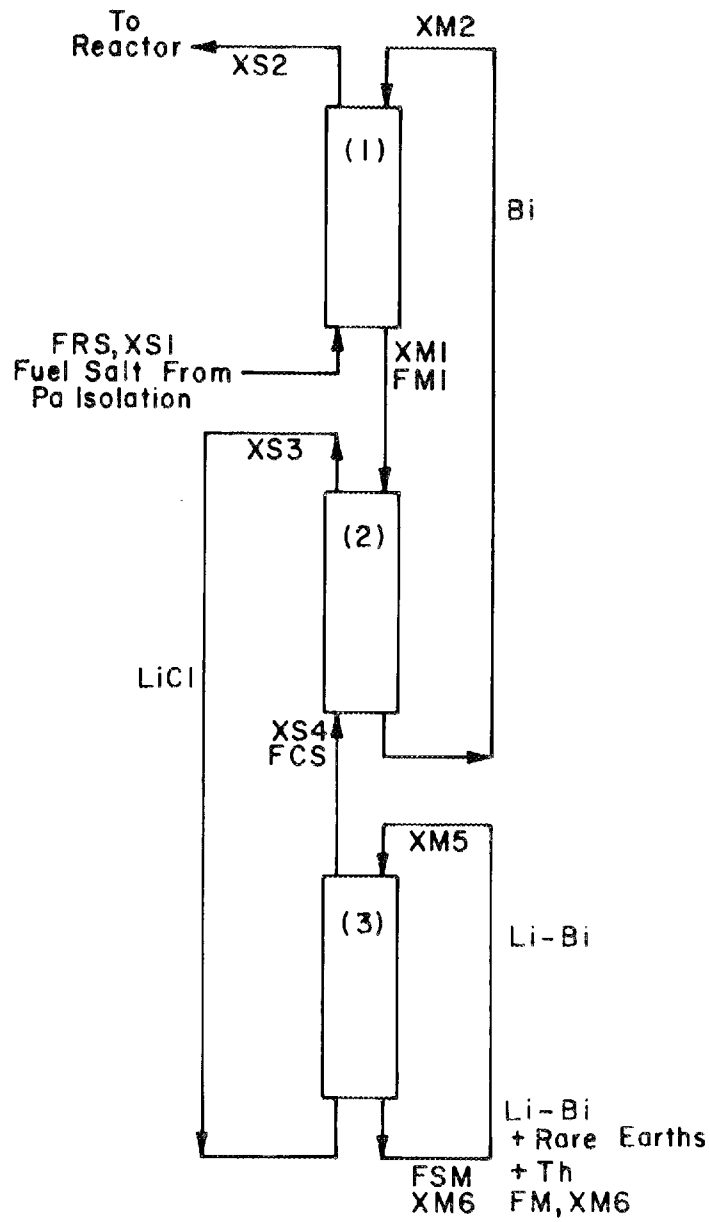 To
Reactor
XS2
XM2
(1)
Bi
FRS, XS1
Fuel Salt From
Pa Isolation
XM1
FM1
XS3
(2)
LiCl
XS4
FCS
XM5
(3)
Li-Bi
Li-Bi
+ Rare Earths
+ Th
FM, XM6
FSM
XM6